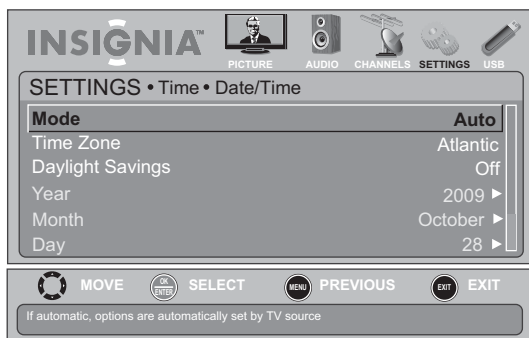 INSIGNIA™
PICTURE AUDIO CHANNELS SETTINGS USB
SETTINGS • Time • Date/Time
Mode Auto
Time Zone Atlantic
Daylight Savings Off
Year 2009 ►
Month October ►
Day 28 ►
MOVE OK ENTER SELECT MENU PREVIOUS EXIT EXIT
If automatic, options are automatically set by TV source